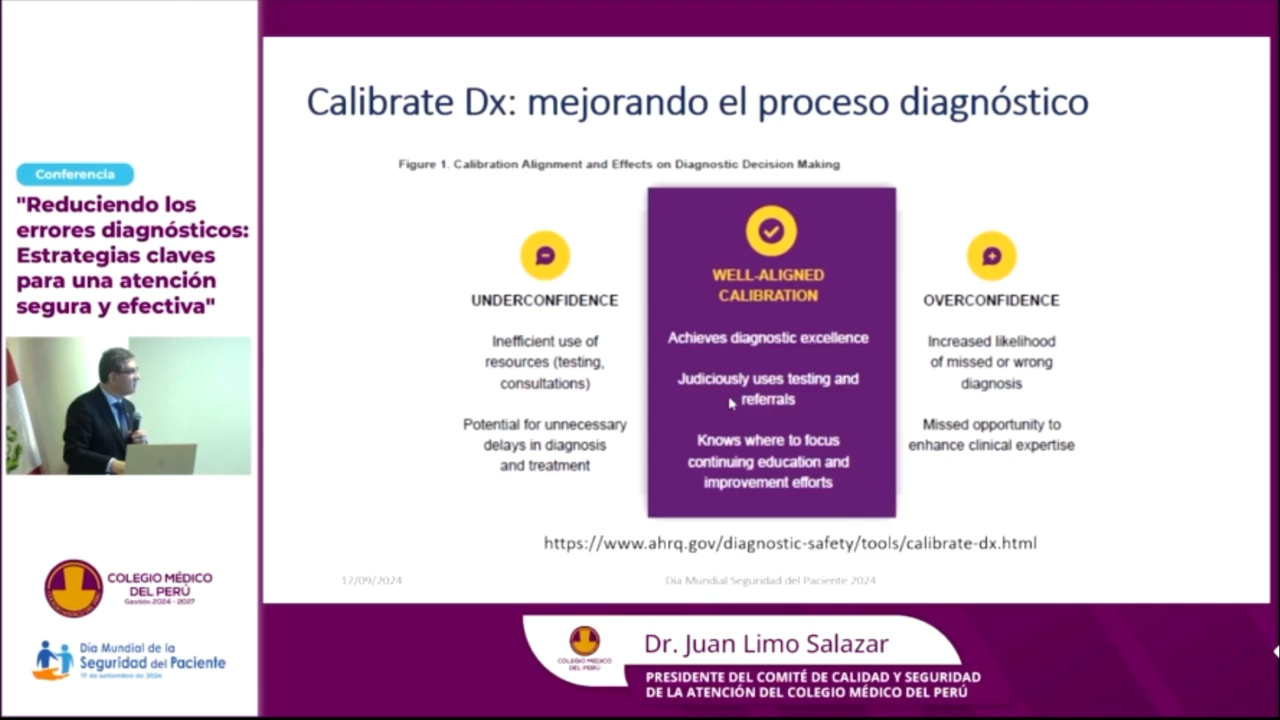 Conferencia
"Reduciendo los
errores diagnósticos:
Estrategias claves
para una atención
segura y efectiva"
COLEGIO MÉDICO
DEL PERÚ
Gestión 2024 - 2027
Día Mundial de la
Seguridad del Paciente
17 de setiembre de 2024
Calibrate Dx: mejorando el proceso diagnóstico
Figure 1. Calibration Alignment and Effects on Diagnostic Decision Making
UNDERCONFIDENCE
Inefficient use of
resources (testing,
consultations)
Potential for unnecessary
delays in diagnosis
and treatment
WELL-ALIGNED
CALIBRATION
Achieves diagnostic excellence
Judiciously uses testing and
referrals
Knows where to focus
continuing education and
improvement efforts
OVERCONFIDENCE
Increased likelihood
of missed or wrong
diagnosis
Missed opportunity to
enhance clinical expertise
https://www.ahrq.gov/diagnostic-safety/tools/calibrate-dx.html
17/09/2024
Día Mundial Seguridad del Paciente 2024
COLEGIO MÉDICO
DEL PERÚ
Dr. Juan Limo Salazar
PRESIDENTE DEL COMITÉ DE CALIDAD Y SEGURIDAD
DE LA ATENCIÓN DEL COLEGIO MÉDICO DEL PERÚ